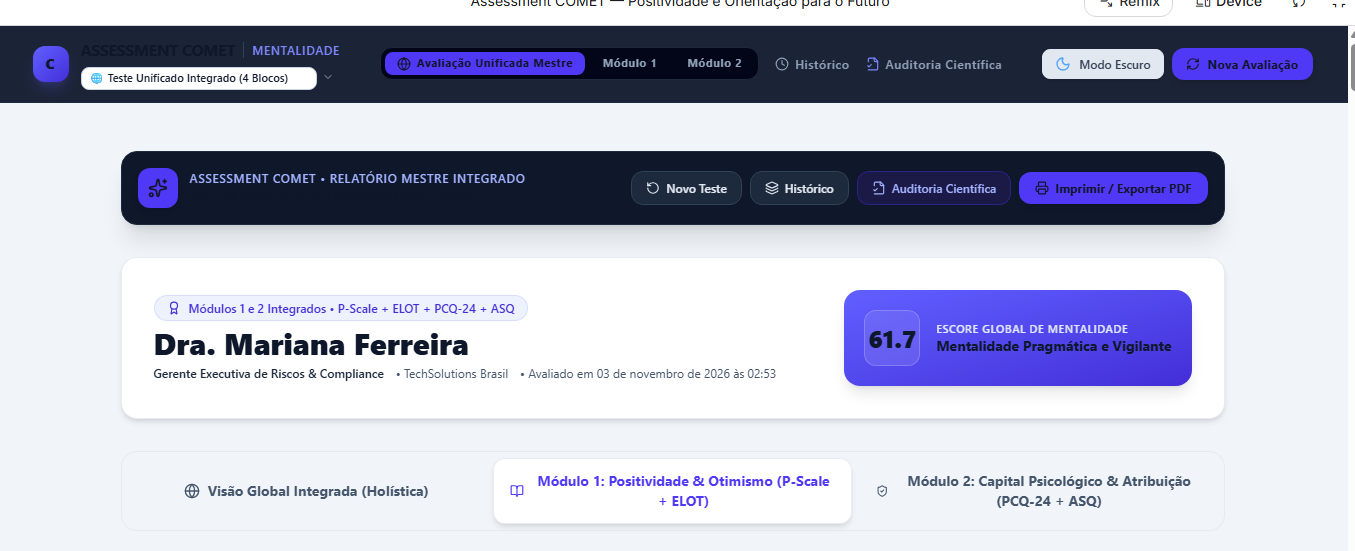 Assessment COMET — Positividade e Orientação para o Futuro
Remix
Device
C
ASSESSMENT COMET
MENTALIDADE
Teste Unificado Integrado (4 Blocos)
Avaliação Unificada Mestre
Módulo 1
Módulo 2
Histórico
Auditoria Científica
Modo Escuro
Nova Avaliação
ASSESSMENT COMET • RELATÓRIO MESTRE INTEGRADO
Novo Teste
Histórico
Auditoria Científica
Imprimir / Exportar PDF
Módulos 1 e 2 Integrados • P-Scale + ELOT + PCQ-24 + ASQ
Dra. Mariana Ferreira
Gerente Executiva de Riscos & Compliance • TechSolutions Brasil • Avaliado em 03 de novembro de 2026 às 02:53
61.7
ESCORE GLOBAL DE MENTALIDADE
Mentalidade Pragmática e Vigilante
Visão Global Integrada (Holística)
Módulo 1: Positividade & Otimismo (P-Scale
+ ELOT)
Módulo 2: Capital Psicológico & Atribuição
(PCQ-24 + ASQ)